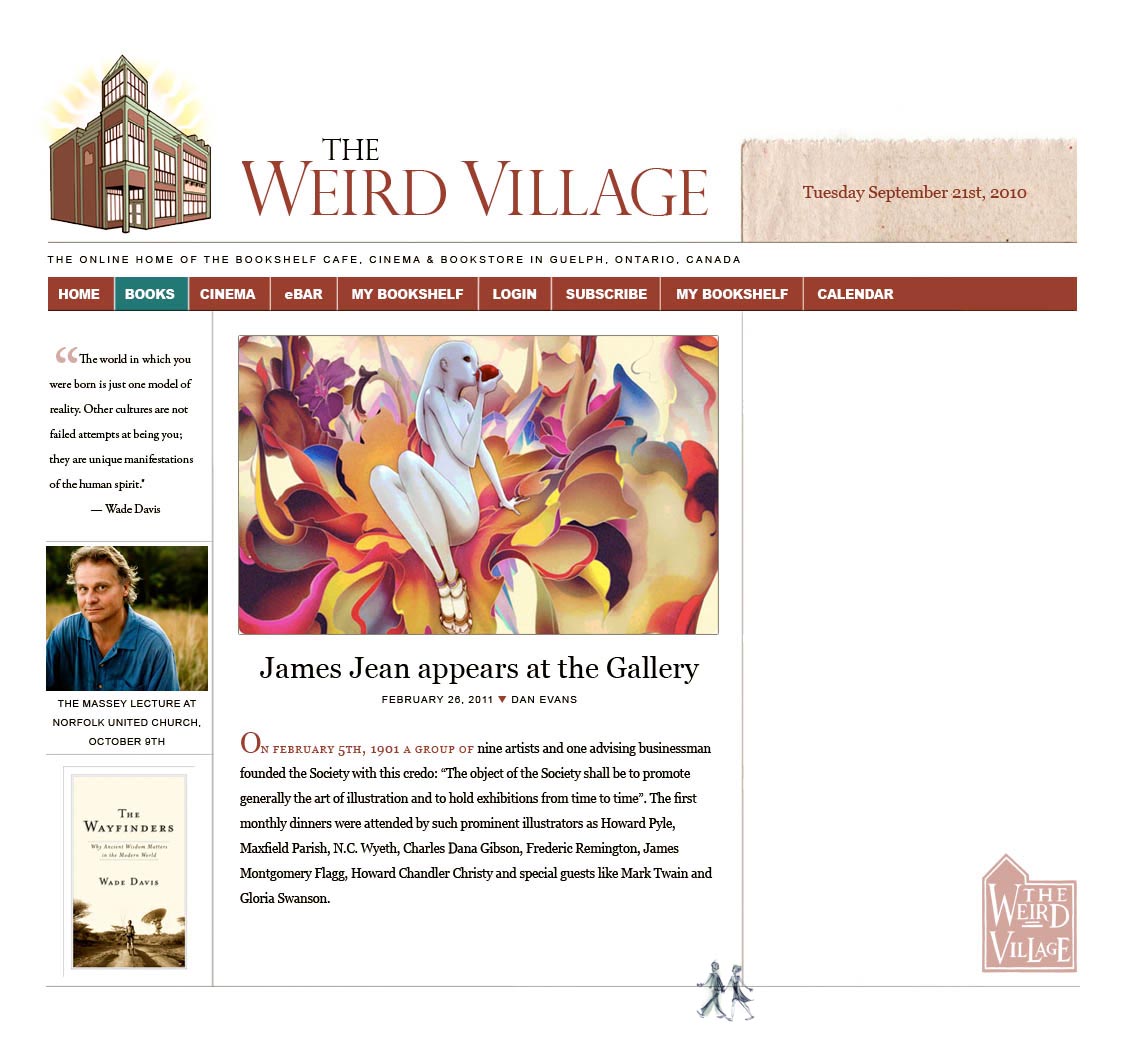 THE
WEIRD VILLAGE
Tuesday September 21st, 2010
THE ONLINE HOME OF THE BOOKSHELF CAFE, CINEMA & BOOKSTORE IN GUELPH, ONTARIO, CANADA
HOME BOOKS CINEMA eBAR MY BOOKSHELF LOGIN SUBSCRIBE MY BOOKSHELF CALENDAR
“The world in which you
were born is just one model of
reality. Other cultures are not
failed attempts at being you;
they are unique manifestations
of the human spirit."
— Wade Davis
THE MASSEY LECTURE AT
NORFOLK UNITED CHURCH,
OCTOBER 9TH
THE
WAYFINDERS
Why Ancient Wisdom Matters
in the Modern World
WADE DAVIS
James Jean appears at the Gallery
FEBRUARY 26, 2011 ▼ DAN EVANS
ON FEBRUARY 5TH, 1901 A GROUP OF nine artists and one advising businessman
founded the Society with this credo: “The object of the Society shall be to promote
generally the art of illustration and to hold exhibitions from time to time”. The first
monthly dinners were attended by such prominent illustrators as Howard Pyle,
Maxfield Parish, N.C. Wyeth, Charles Dana Gibson, Frederic Remington, James
Montgomery Flagg, Howard Chandler Christy and special guests like Mark Twain and
Gloria Swanson.
THE
WEIRD
VILLAGE